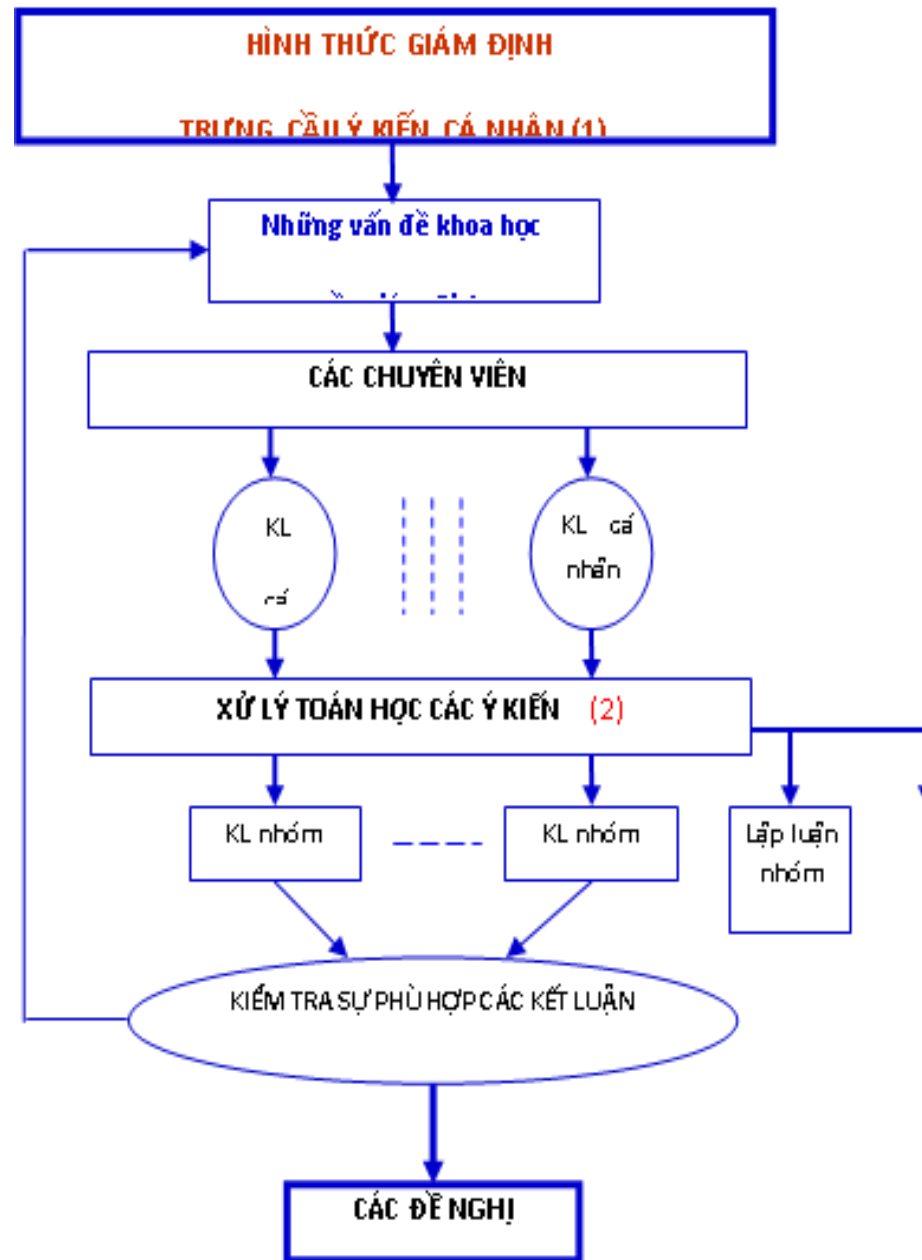 HÌNH THỨC GIÁM ĐỊNH
TRƯNG CẦU Ý KIẾN CÁ NHÂN (1)
Những vấn đề khoa học
CÁC CHUYÊN VIÊN
KL
KL cá
nhân
XỬ LÝ TOÁN HỌC CÁC Ý KIẾN (2)
KL nhóm
KL nhóm
Lập luận
nhóm
KIỂM TRA SỰ PHÙ HỢP CÁC KẾT LUẬN
CÁC ĐỀ NGHỊ